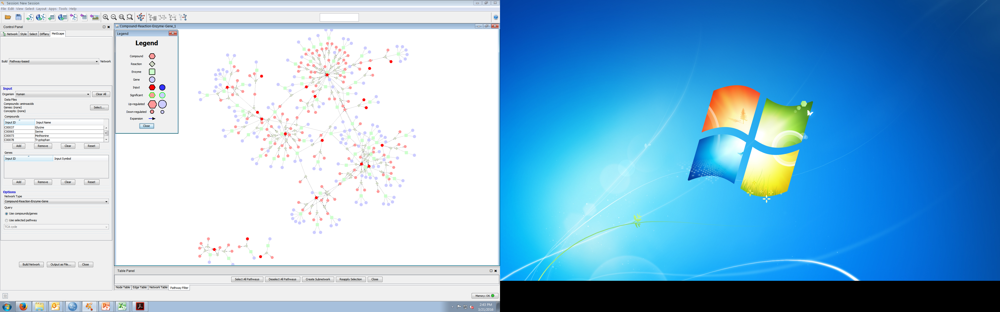 Session: New Session
File Edit View Select Layout Apps Tools Help
Control Panel
Network Style Select Diffany MetScape
Build Pathway-based Network
Input
Organism Human Clear All
Data Files
Compounds: aminoacids
Genes: (none)
Concepts: (none)
Select...
Compounds
Input ID Input Name
C00037 Glycine
C00065 Serine
C00073 Methionine
C00078 Tryptophan
Add Remove Clear Reset
Genes
Input ID Input Symbol
Add Remove Clear Reset
Options
Network Type
Compound-Reaction-Enzyme-Gene
Query
Use compounds/genes
Use selected pathway
TCA cycle
Build Network Output as File... Close
Compound-Reaction-Enzyme-Gene_1
Legend
Legend
Compound
Reaction
Enzyme
Gene
Input
Significant
Up-regulated
Down-regulated
Expansion
Close
Table Panel
Select All Pathways Deselect All Pathways Create Subnetwork Reapply Selection Close
Node Table Edge Table Network Table Pathway Filter
Memory: OK
2:43 PM
3/21/2016